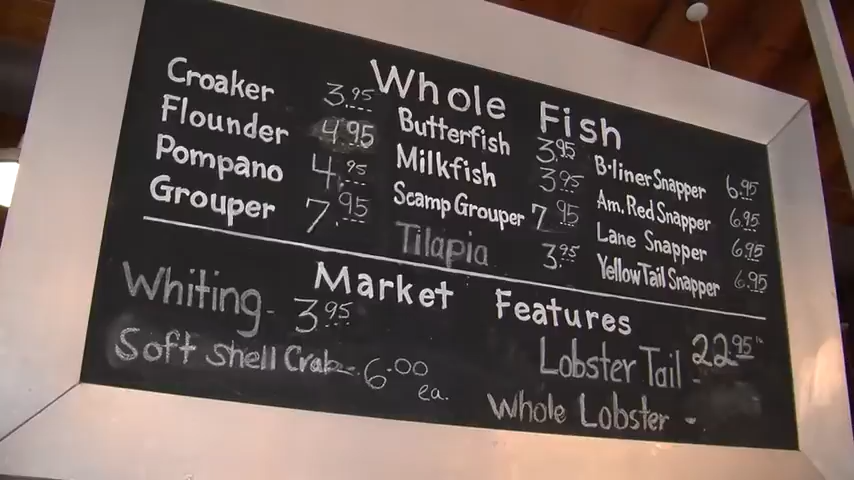 Whole Fish
Croaker 3.95
Flounder 4.95
Pompano 4.95
Grouper 7.95
Butterfish 3.95
Milkfish 3.95
Scamp Grouper 7.95
Tilapia 3.95
B-liner Snapper 6.95
Am. Red Snapper 6.95
Lane Snapper 6.95
YellowTail Snapper 6.95
Market Features
Whiting - 3.95
Soft Shell Crab - 6.00
ea.
Lobster Tail - 22.95
Whole Lobster -